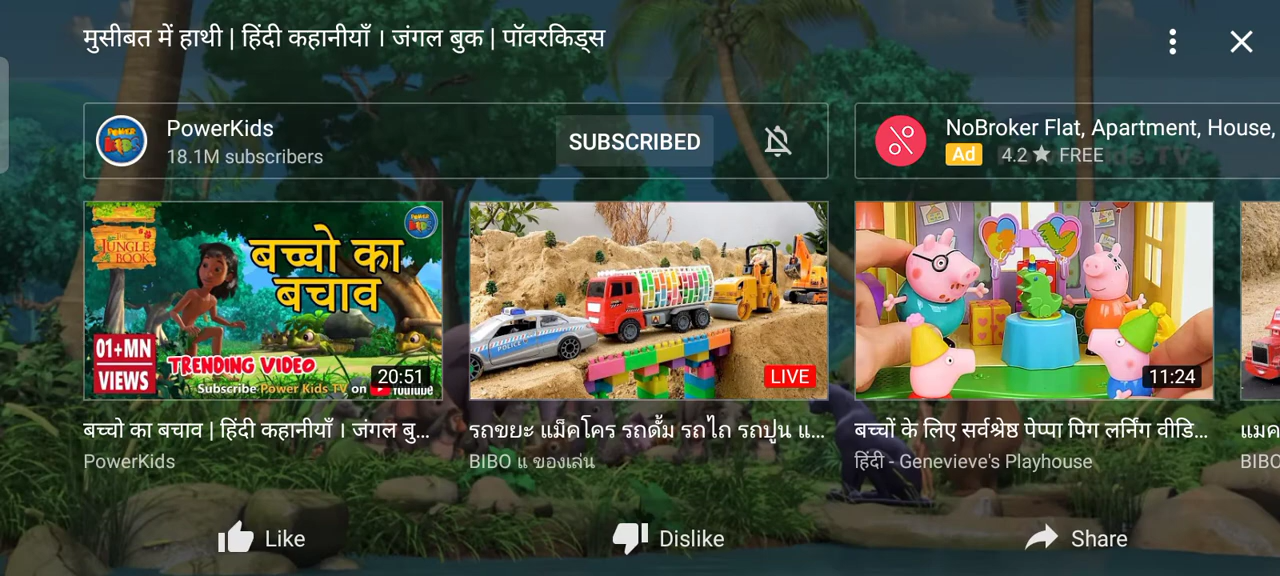 मुसीबत में हाथी | हिंदी कहानीयाँ । जंगल बुक | पॉवरकिड्स
PowerKids
18.1M subscribers
SUBSCRIBED
NoBroker Flat, Apartment, House,
Ad 4.2 ★ FREE
THE
JUNGLE
BOOK
POWER
KIDS
बच्चो का
बचाव
01+MN
VIEWS
TRENDING VIDEO
Subscribe Power Kids TV on YouTube
20:51
POLICE
LIVE
11:24
बच्चो का बचाव | हिंदी कहानीयाँ । जंगल बु...
PowerKids
รถขยะ แม็คโคร รถดั้ม รถไถ รถปูน แ...
BIBO และ ของเล่น
बच्चों के लिए सर्वश्रेष्ठ पेप्पा पिग लर्निंग वीडि...
हिंदी - Genevieve's Playhouse
แมค
BIBO
Like
Dislike
Share